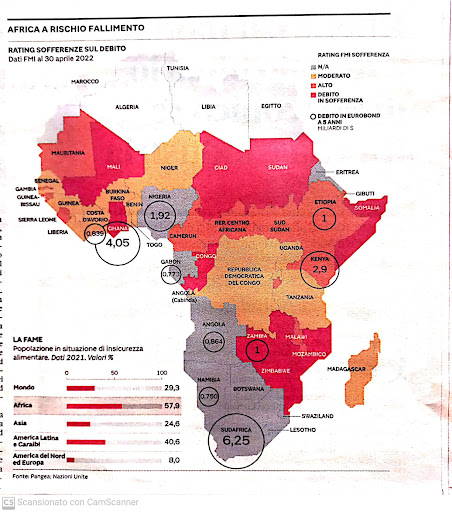 AFRICA A RISCHIO FALLIMENTO
RATING SOFFERENZE SUL DEBITO
Dati FMI al 30 aprile 2022
RATING FMI SOFFERENZA
N/A
MODERATO
ALTO
DEBITO
IN SOFFERENZA
DEBITO IN EUROBOND
A 5 ANNI
MILIARDI DI $
TUNISIA
MAROCCO
ALGERIA
LIBIA
EGITTO
MAURITANIA
MALI
NIGER
CIAD
SUDAN
ERITREA
SENEGAL
GAMBIA
GUINEA-
BISSAU
GUINEA
BURKINA
FASO
BENIN
NIGERIA
1,92
GIBUTI
ETIOPIA
1
SOMALIA
SIERRA LEONE
COSTA
D'AVORIO
0,839
GHANA
4,05
LIBERIA
TOGO
CAMERUN
REP. CENTRO
AFRICANA
SUD
SUDAN
UGANDA
KENYA
2,9
GABON
0,773
CONGO
REPUBBLICA
DEMOCRATICA
DEL CONGO
ANGOLA
(Cabinda)
TANZANIA
ANGOLA
0,864
ZAMBIA
1
MALAWI
MOZAMBICO
ZIMBABWE
MADAGASCAR
NAMIBIA
0,750
BOTSWANA
SWAZILAND
LESOTHO
SUDAFRICA
6,25
LA FAME
Popolazione in situazione di insicurezza
alimentare. Dati 2021. Valori %
0 100
Mondo 29,3
Africa 57,9
Asia 24,6
America Latina
e Caraibi 40,6
America del Nord
ed Europa 8,0
Fonte: Pangea; Nazioni Unite
CS Scansionato con CamScanner